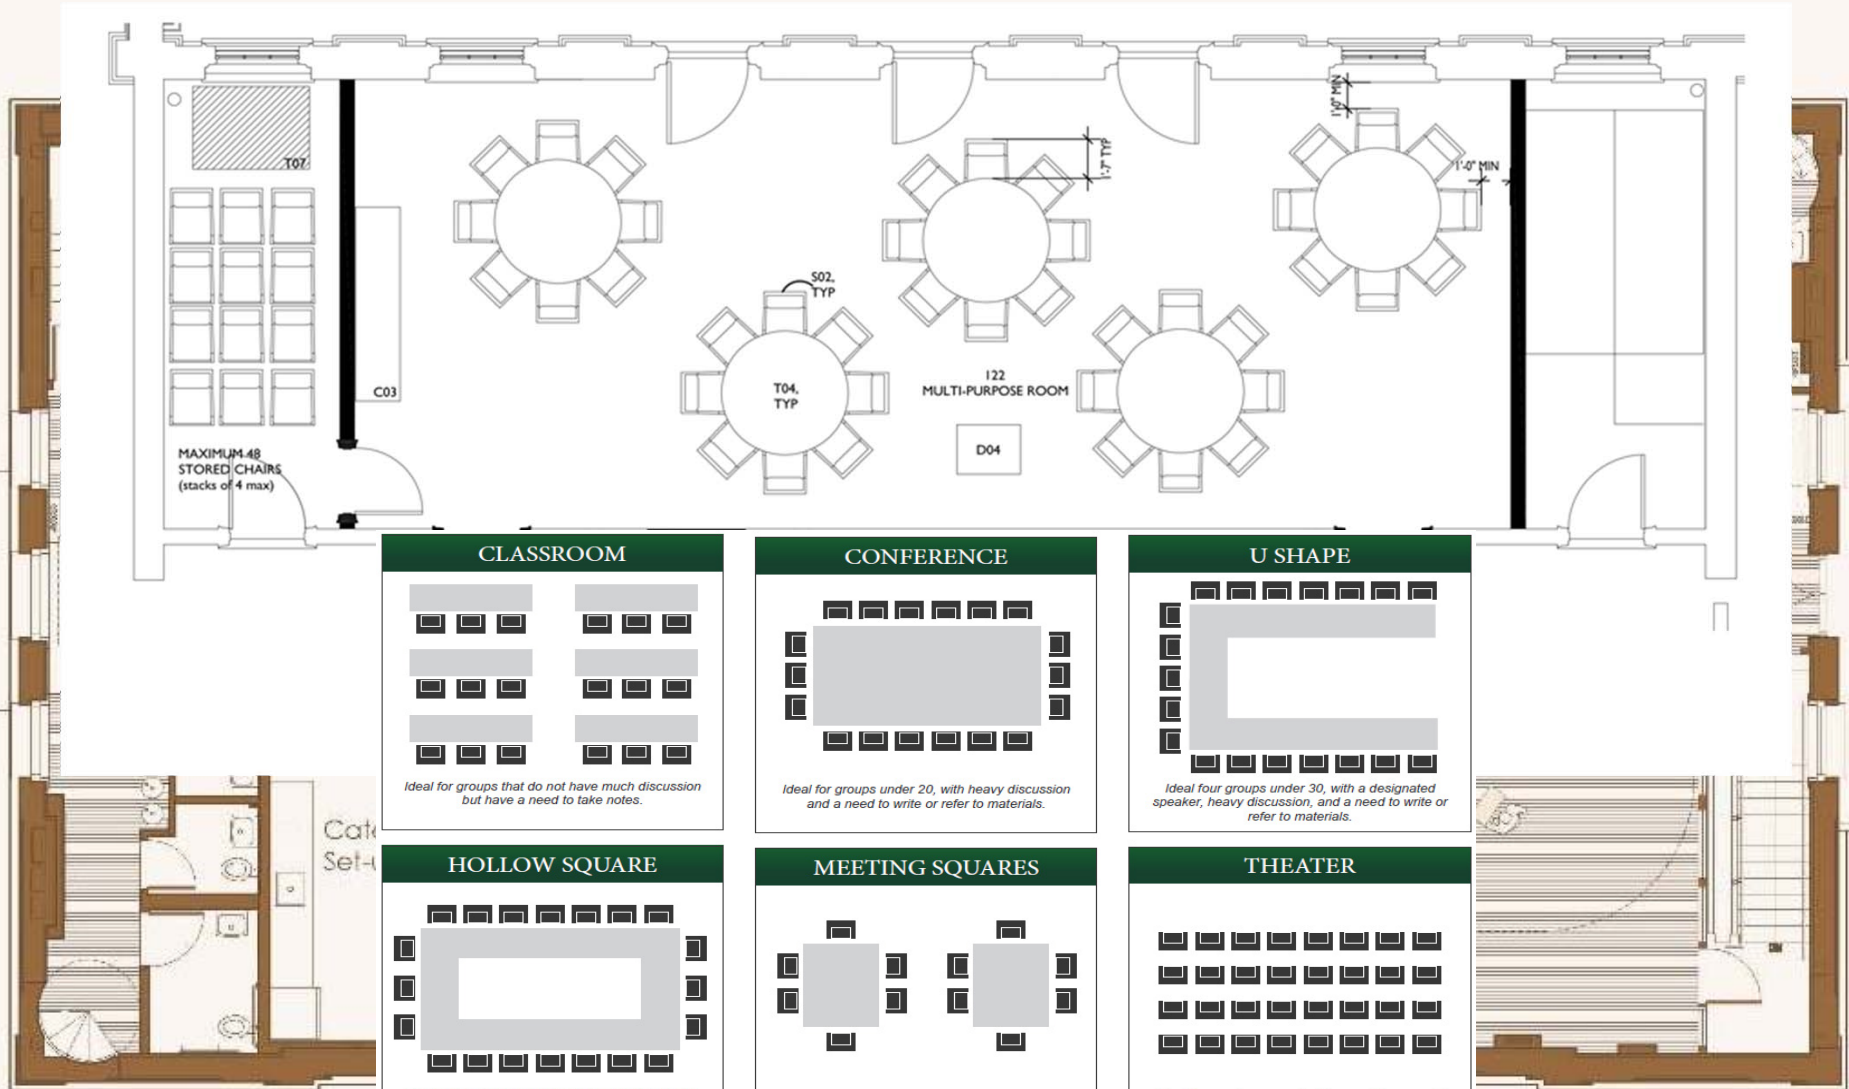 T07
1'-0" MIN
1'-0" MIN
1'-7" TYP
S02,
TYP
T04,
TYP
122
MULTI-PURPOSE ROOM
C03
D04
MAXIMUM 48
STORED CHAIRS
(stacks of 4 max)
CLASSROOM
Ideal for groups that do not have much discussion
but have a need to take notes.
CONFERENCE
Ideal for groups under 20, with heavy discussion
and a need to write or refer to materials.
U SHAPE
Ideal four groups under 30, with a designated
speaker, heavy discussion, and a need to write or
refer to materials.
Cate
Set-u
HOLLOW SQUARE
MEETING SQUARES
THEATER